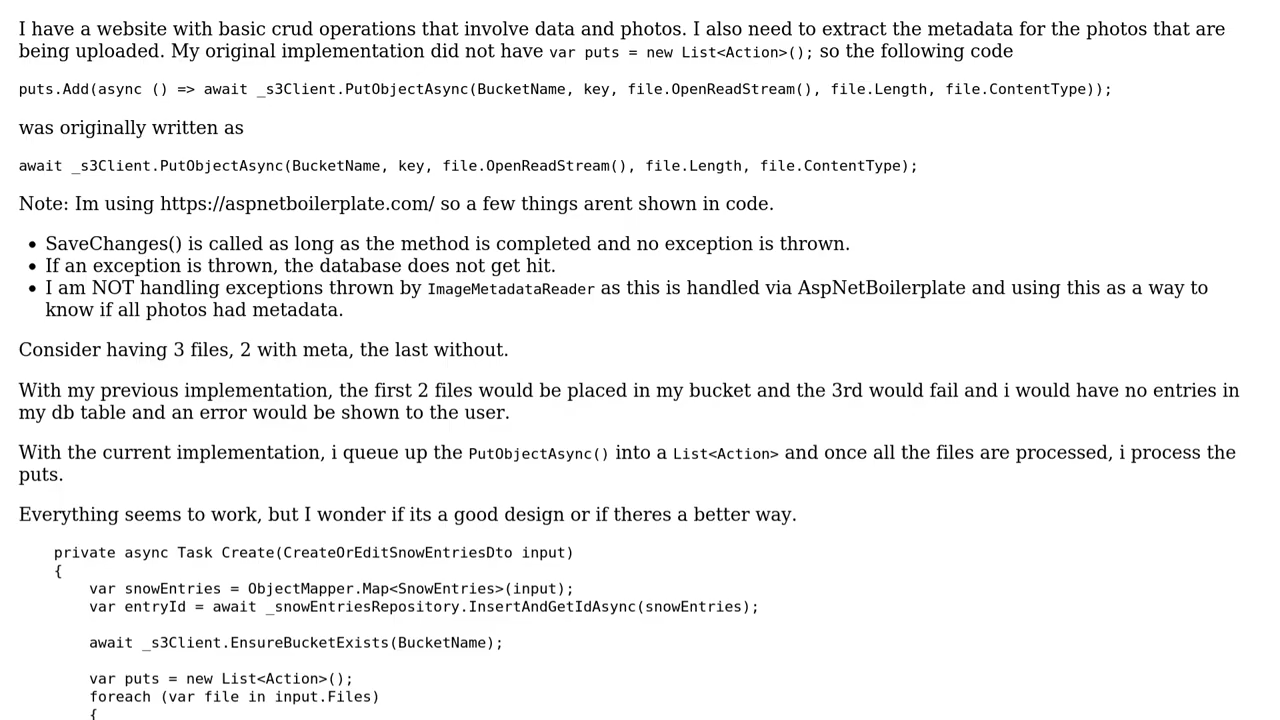 I have a website with basic crud operations that involve data and photos. I also need to extract the metadata for the photos that are
being uploaded. My original implementation did not have var puts = new List<Action>(); so the following code
puts.Add(async () => await _s3Client.PutObjectAsync(BucketName, key, file.OpenReadStream(), file.Length, file.ContentType));
was originally written as
await _s3Client.PutObjectAsync(BucketName, key, file.OpenReadStream(), file.Length, file.ContentType);
Note: Im using https://aspnetboilerplate.com/ so a few things arent shown in code.
• SaveChanges() is called as long as the method is completed and no exception is thrown.
• If an exception is thrown, the database does not get hit.
• I am NOT handling exceptions thrown by ImageMetadataReader as this is handled via AspNetBoilerplate and using this as a way to
know if all photos had metadata.
Consider having 3 files, 2 with meta, the last without.
With my previous implementation, the first 2 files would be placed in my bucket and the 3rd would fail and i would have no entries in
my db table and an error would be shown to the user.
With the current implementation, i queue up the PutObjectAsync() into a List<Action> and once all the files are processed, i process the
puts.
Everything seems to work, but I wonder if its a good design or if theres a better way.
private async Task Create(CreateOrEditSnowEntriesDto input)
{
var snowEntries = ObjectMapper.Map<SnowEntries>(input);
var entryId = await _snowEntriesRepository.InsertAndGetIdAsync(snowEntries);
await _s3Client.EnsureBucketExists(BucketName);
var puts = new List<Action>();
foreach (var file in input.Files)
{